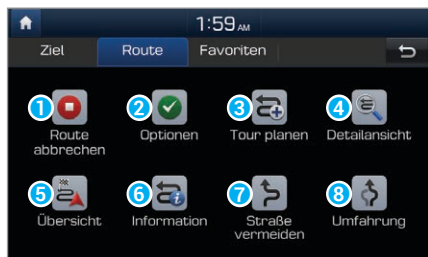 1:59 AM
Ziel Route Favoriten
1 2 3 4
Route abbrechen Optionen Tour planen Detailansicht
5 6 7 8
Übersicht Information Straße vermeiden Umfahrung